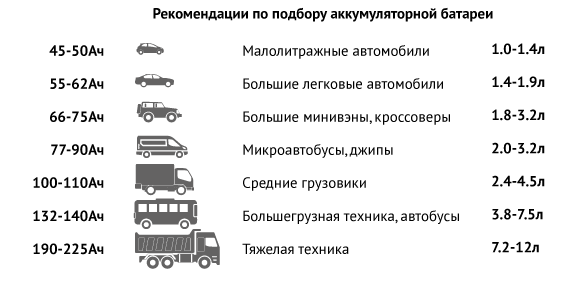 Рекомендации по подбору аккумуляторной батареи
45-50Ач Малолитражные автомобили 1.0-1.4л
55-62Ач Большие легковые автомобили 1.4-1.9л
66-75Ач Большие минивэны, кроссоверы 1.8-3.2л
77-90Ач Микроавтобусы, джипы 2.0-3.2л
100-110Ач Средние грузовики 2.4-4.5л
132-140Ач Большегрузная техника, автобусы 3.8-7.5л
190-225Ач Тяжелая техника 7.2-12л